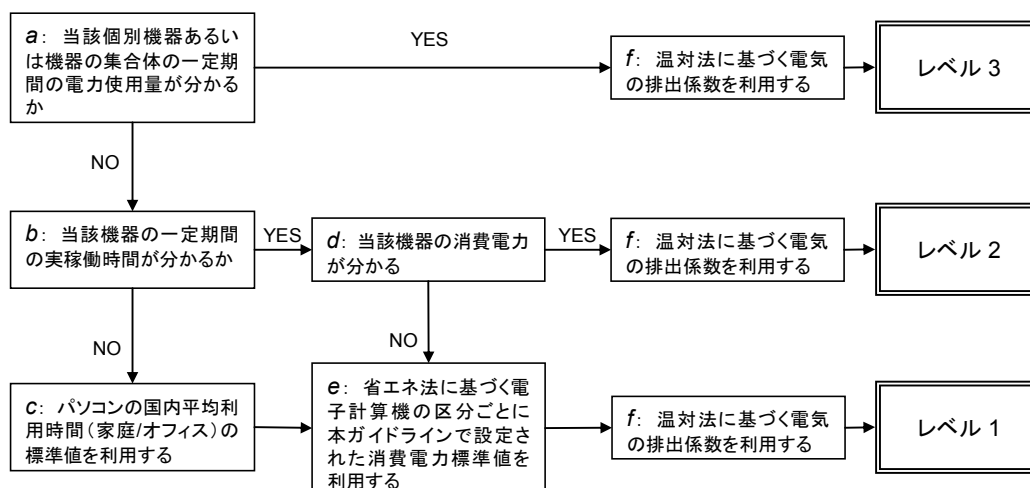 a: 当該個別機器あるい
は機器の集合体の一定期
間の電力使用量が分かる
か
YES
f: 温対法に基づく電気
の排出係数を利用する
レベル 3
NO
b: 当該機器の一定期間
の実稼働時間が分かるか
YES
d: 当該機器の消費電力
が分かる
YES
f: 温対法に基づく電気
の排出係数を利用する
レベル 2
NO
NO
c: パソコンの国内平均利
用時間（家庭/オフィス）の
標準値を利用する
e: 省エネ法に基づく電
子計算機の区分ごとに
本ガイドラインで設定さ
れた消費電力標準値を
利用する
f: 温対法に基づく電気
の排出係数を利用する
レベル 1